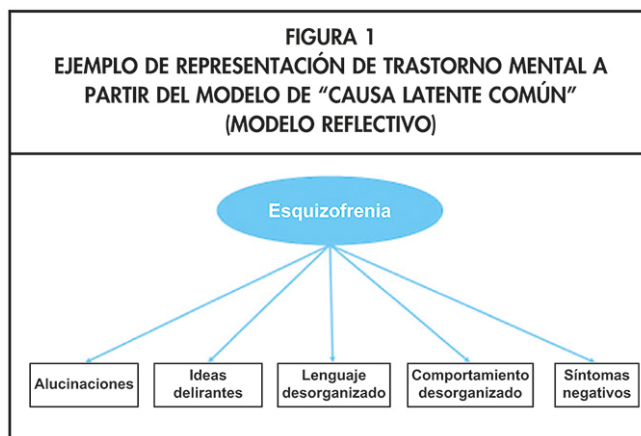 FIGURA 1
EJEMPLO DE REPRESENTACIÓN DE TRASTORNO MENTAL A
PARTIR DEL MODELO DE “CAUSA LATENTE COMÚN”
(MODELO REFLECTIVO)
Esquizofrenia
Alucinaciones
Ideas
delirantes
Lenguaje
desorganizado
Comportamiento
desorganizado
Síntomas
negativos